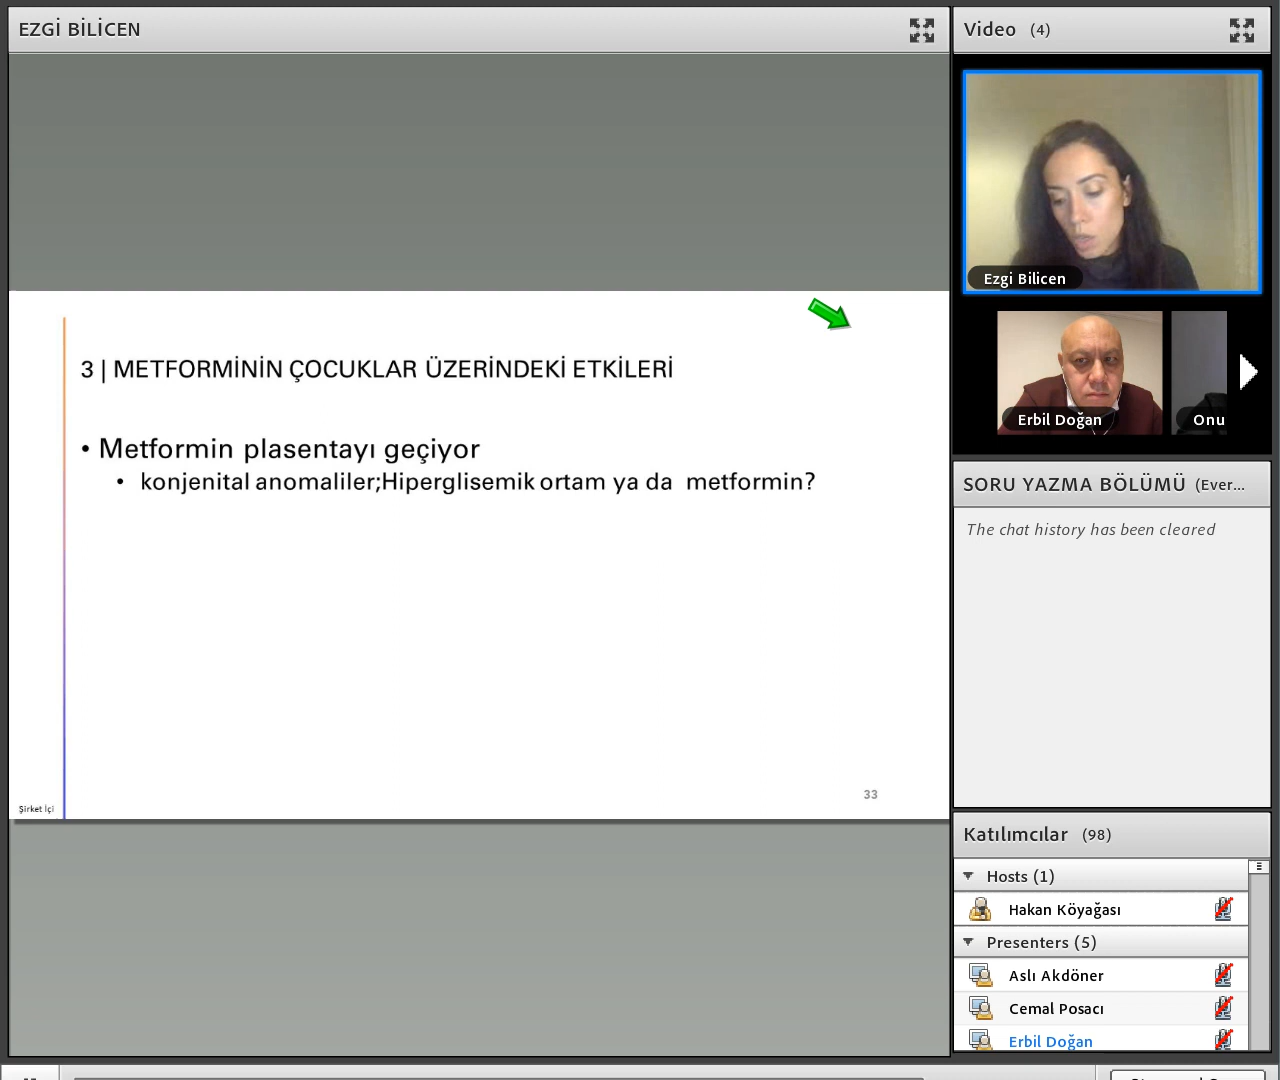 EZGİ BİLİCEN
3 | METFORMİNİN ÇOCUKLAR ÜZERİNDEKİ ETKİLERİ
• Metformin plasentayı geçiyor
• konjenital anomaliler;Hiperglisemik ortam ya da metformin?
33
Şirket İçi
Video (4)
Ezgi Bilicen
Erbil Doğan
Onu
SORU YAZMA BÖLÜMÜ (Ever...
The chat history has been cleared
Katılımcılar (98)
Hosts (1)
Hakan Köyağası
Presenters (5)
Aslı Akdöner
Cemal Posacı
Erbil Doğan